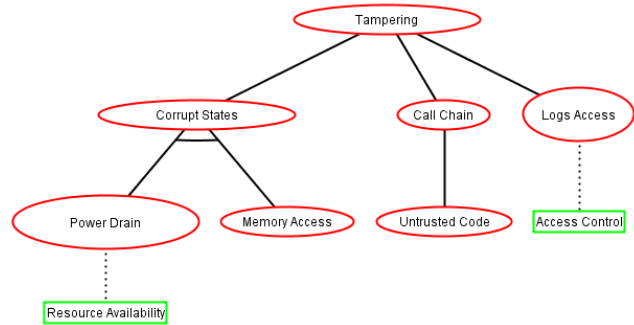 Tampering
Corrupt States
Call Chain
Logs Access
Power Drain
Memory Access
Untrusted Code
Access Control
Resource Availability